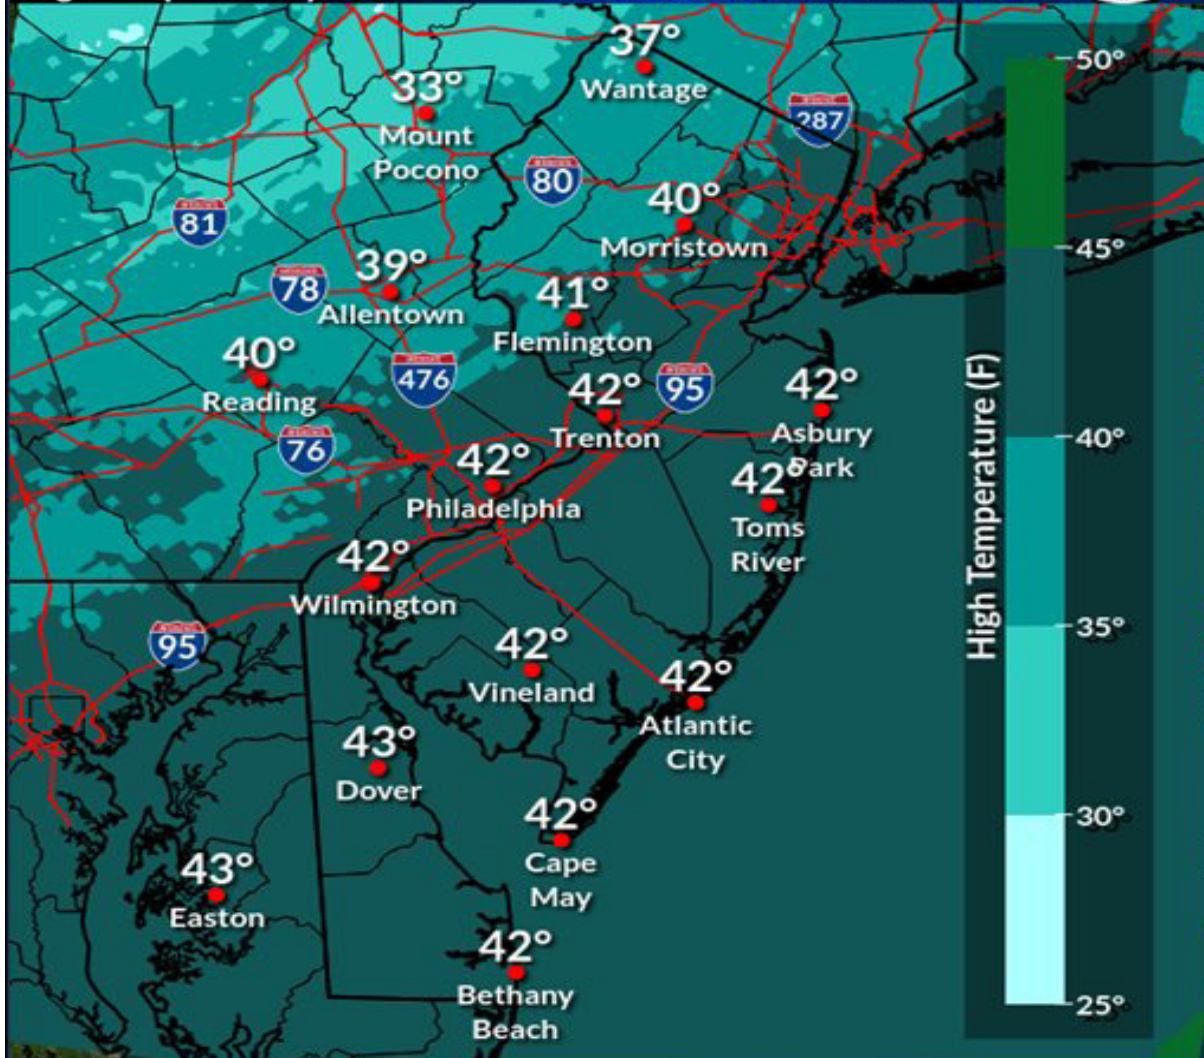 37°
Wantage
33°
Mount
Pocono
287
80
81
40°
Morristown
39°
Allentown
78
41°
Flemington
40°
Reading
476
42°
Trenton
95
42°
Asbury
Park
76
42°
Philadelphia
42°
Toms
River
42°
Wilmington
95
42°
Vineland
42°
Atlantic
City
43°
Dover
42°
Cape
May
43°
Easton
42°
Bethany
Beach
High Temperature (F)
50°
45°
40°
35°
30°
25°